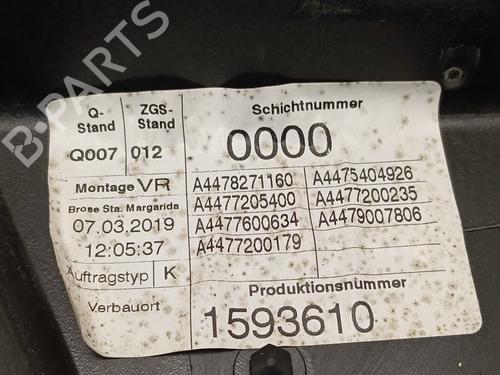 B-PARTS
Q-Stand
ZGS-Stand
Schichtnummer
Q007 012
0000
Montage VR
A4478271160 A4475404926
Brose Sta. Margarida
A4477205400 A4477200235
07.03.2019
A4477600634 A4479007806
12:05:37
A4477200179
Auftragstyp K
Verbauort
Produktionsnummer
1593610